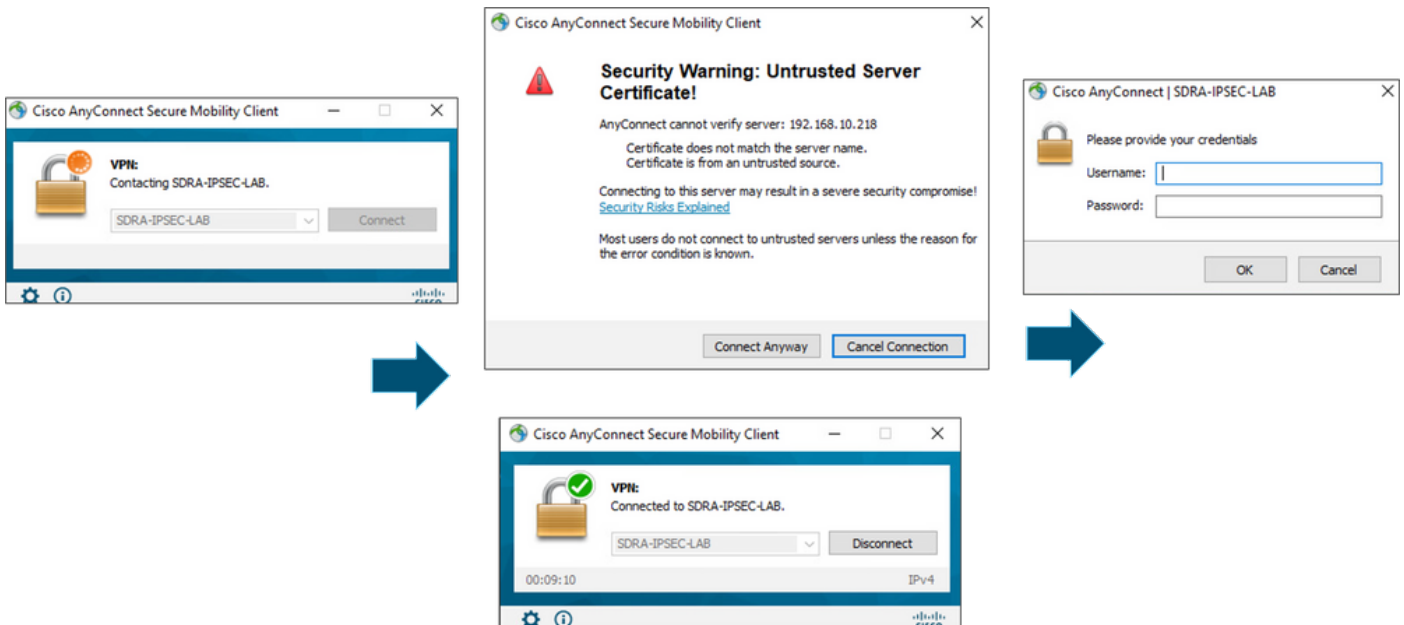 Cisco AnyConnect Secure Mobility Client
VPN:
Contacting SDRA-IPSEC-LAB.
SDRA-IPSEC-LAB
Connect
Cisco AnyConnect Secure Mobility Client
Security Warning: Untrusted Server
Certificate!
AnyConnect cannot verify server: 192.168.10.218
Certificate does not match the server name.
Certificate is from an untrusted source.
Connecting to this server may result in a severe security compromise!
Security Risks Explained
Most users do not connect to untrusted servers unless the reason for
the error condition is known.
Connect Anyway
Cancel Connection
Cisco AnyConnect | SDRA-IPSEC-LAB
Please provide your credentials
Username:
Password:
OK
Cancel
Cisco AnyConnect Secure Mobility Client
VPN:
Connected to SDRA-IPSEC-LAB.
SDRA-IPSEC-LAB
Disconnect
00:09:10
IPv4